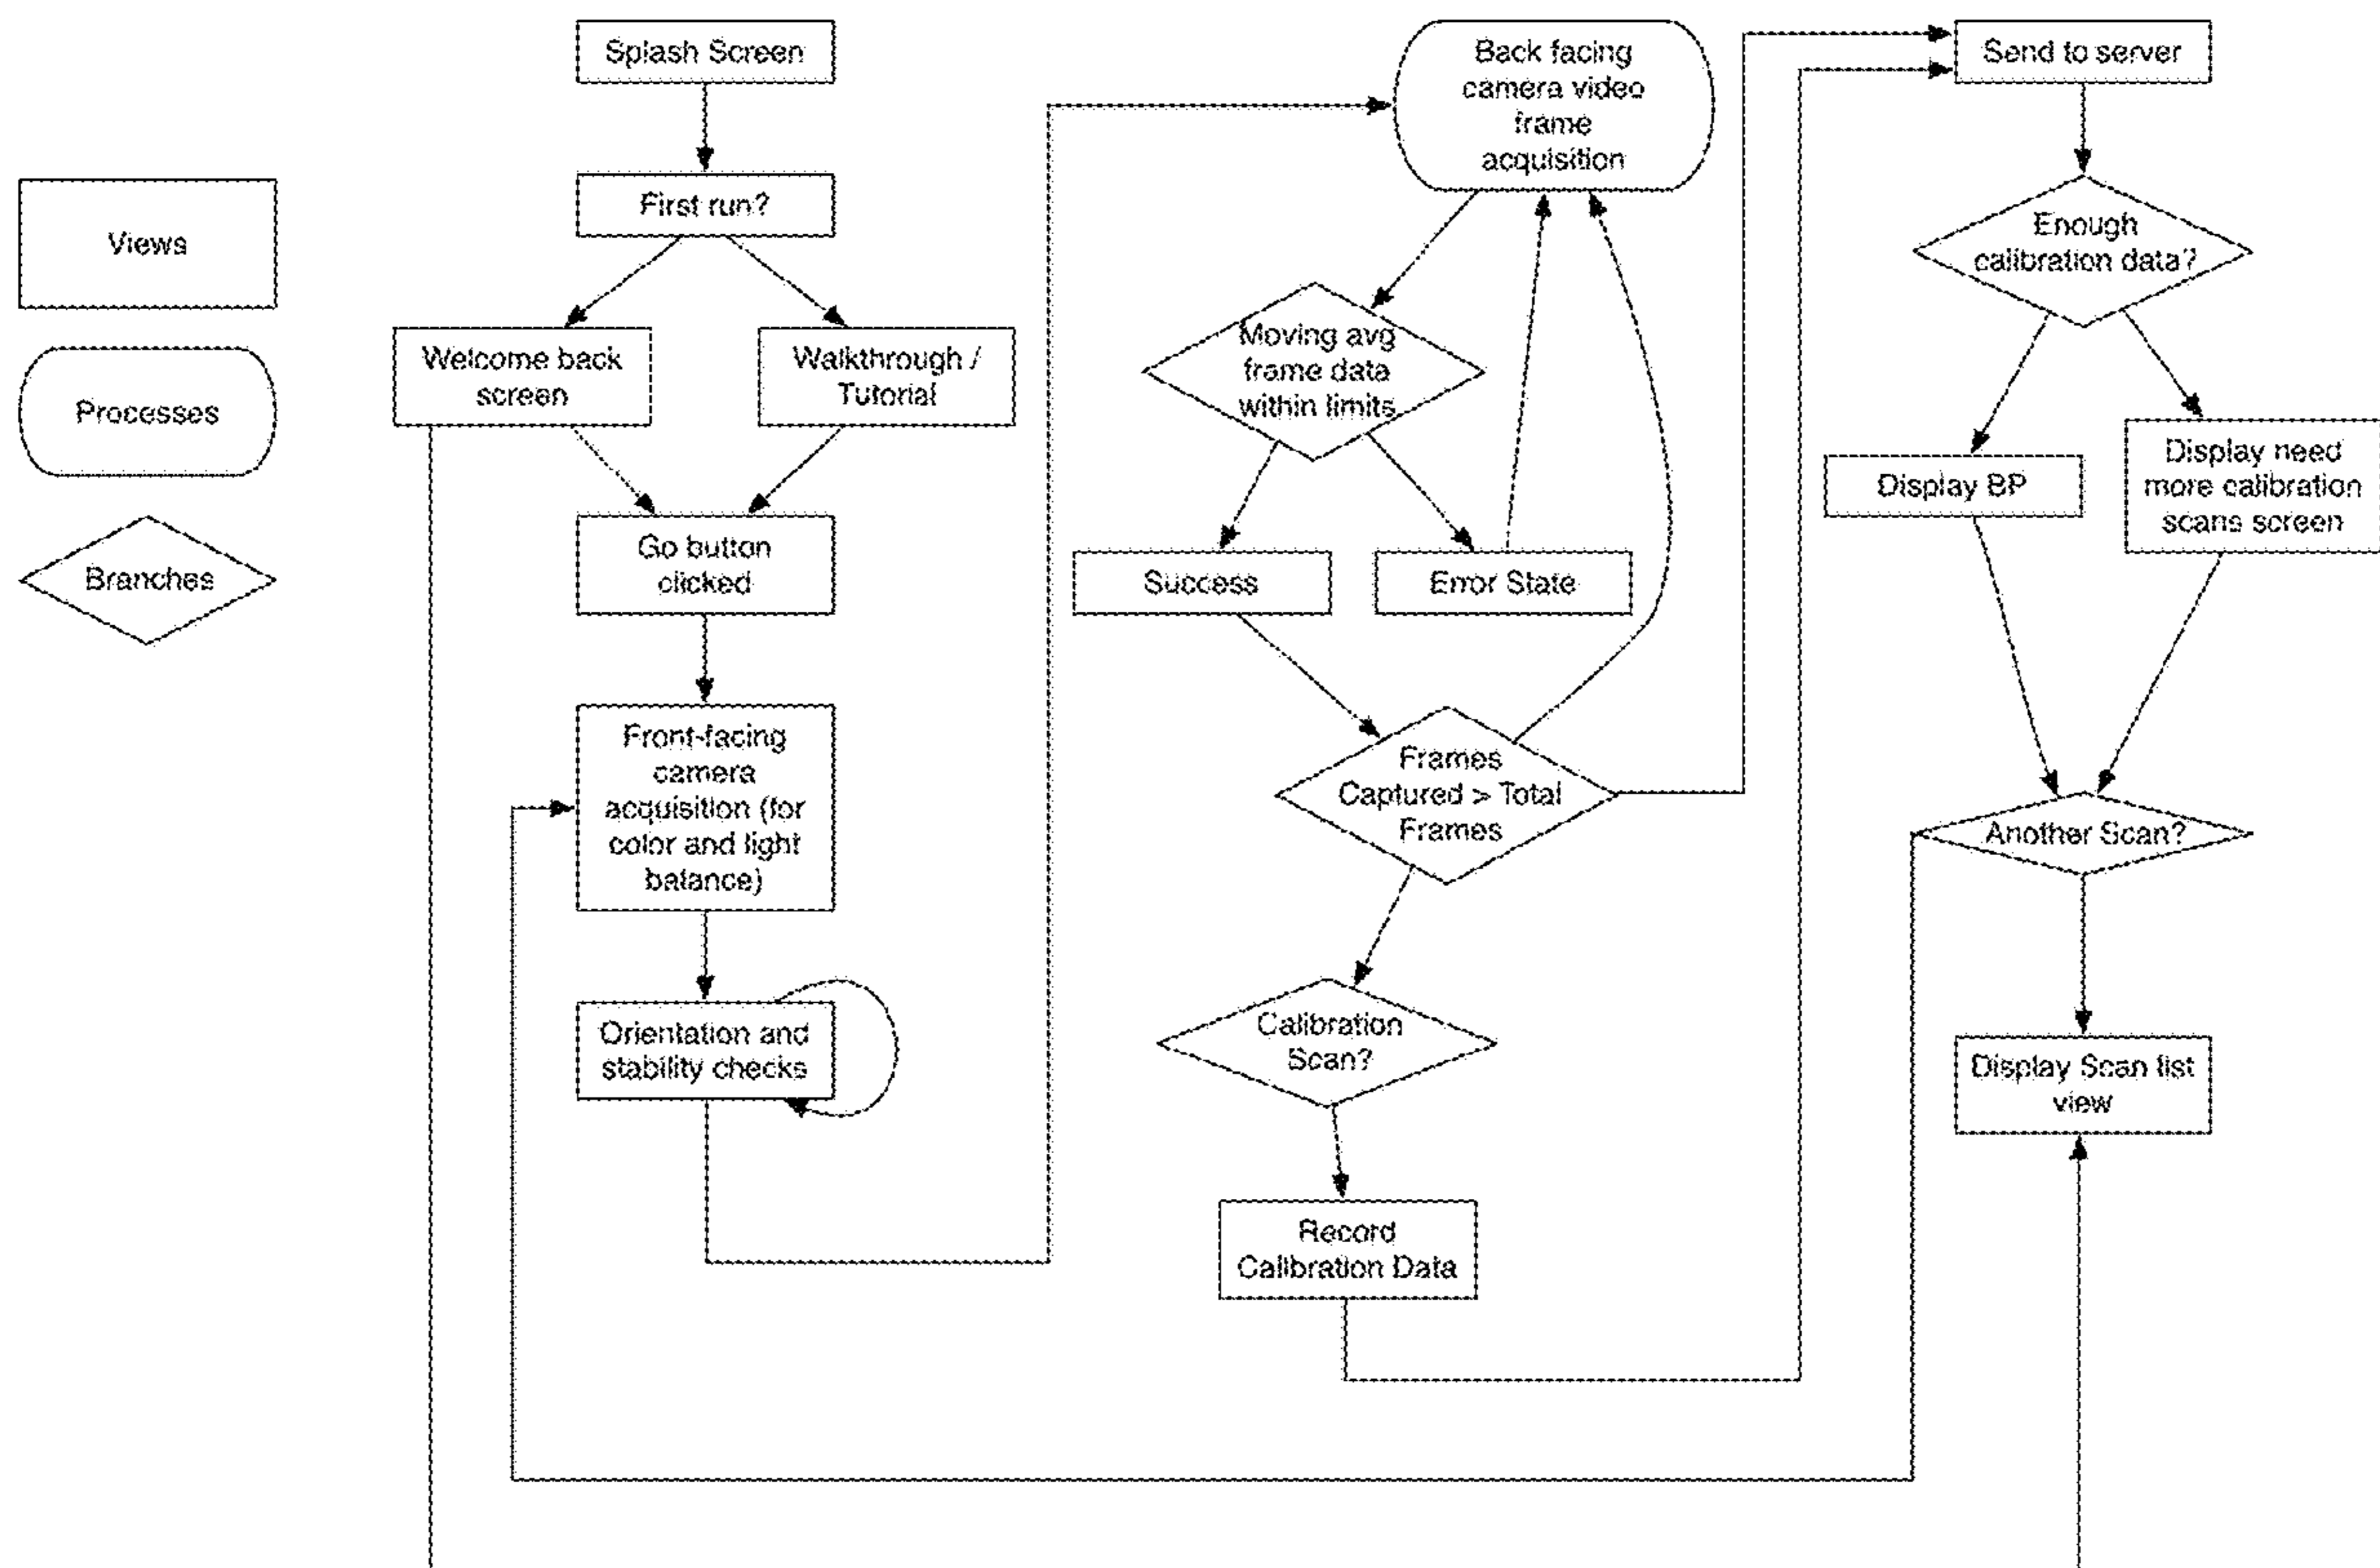 Views
Processes
Branches
Splash Screen
First run?
Welcome back
screen
Walkthrough /
Tutorial
Go button
clicked
Front-facing
camera
acquisition (for
color and light
balance)
Orientation and
stability checks
Back facing
camera video
frame
acquisition
Moving avg
frame data
within limits
Success
Error State
Frames
Captured > Total
Frames
Calibration
Scan?
Record
Calibration Data
Send to server
Enough
calibration data?
Display BP
Display need
more calibration
scans screen
Another Scan?
Display Scan list
view